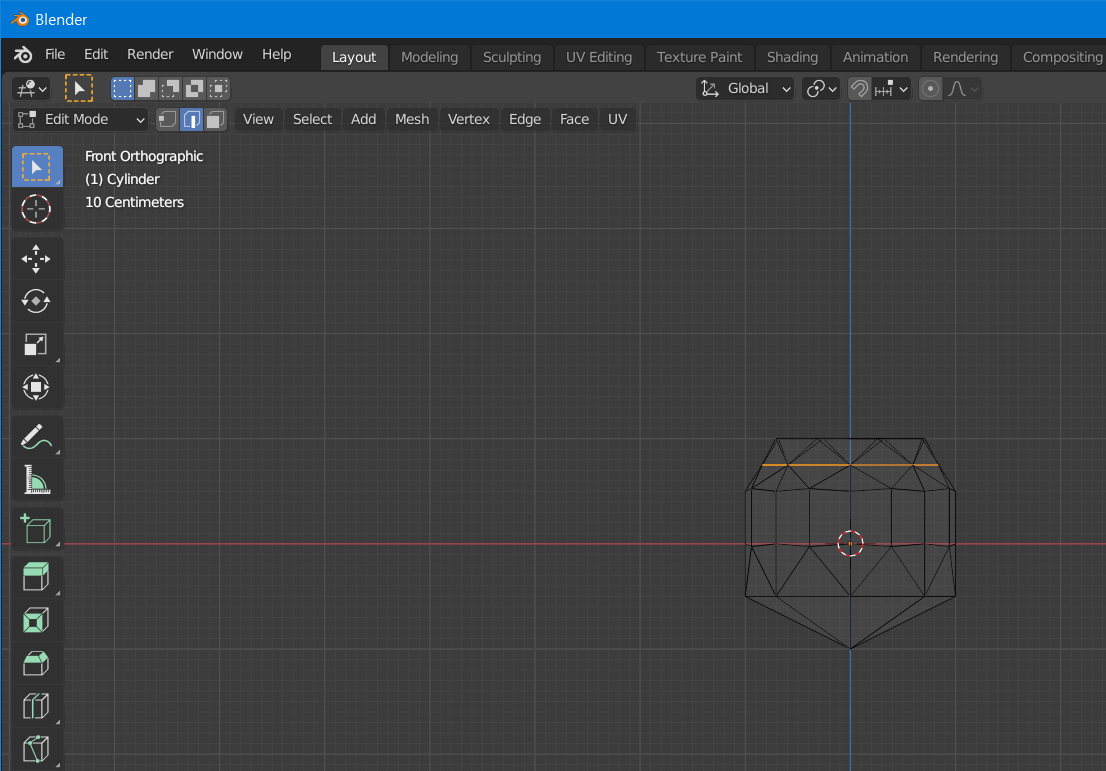 Blender
File Edit Render Window Help Layout Modeling Sculpting UV Editing Texture Paint Shading Animation Rendering Compositing
Global
Edit Mode View Select Add Mesh Vertex Edge Face UV
Front Orthographic
(1) Cylinder
10 Centimeters